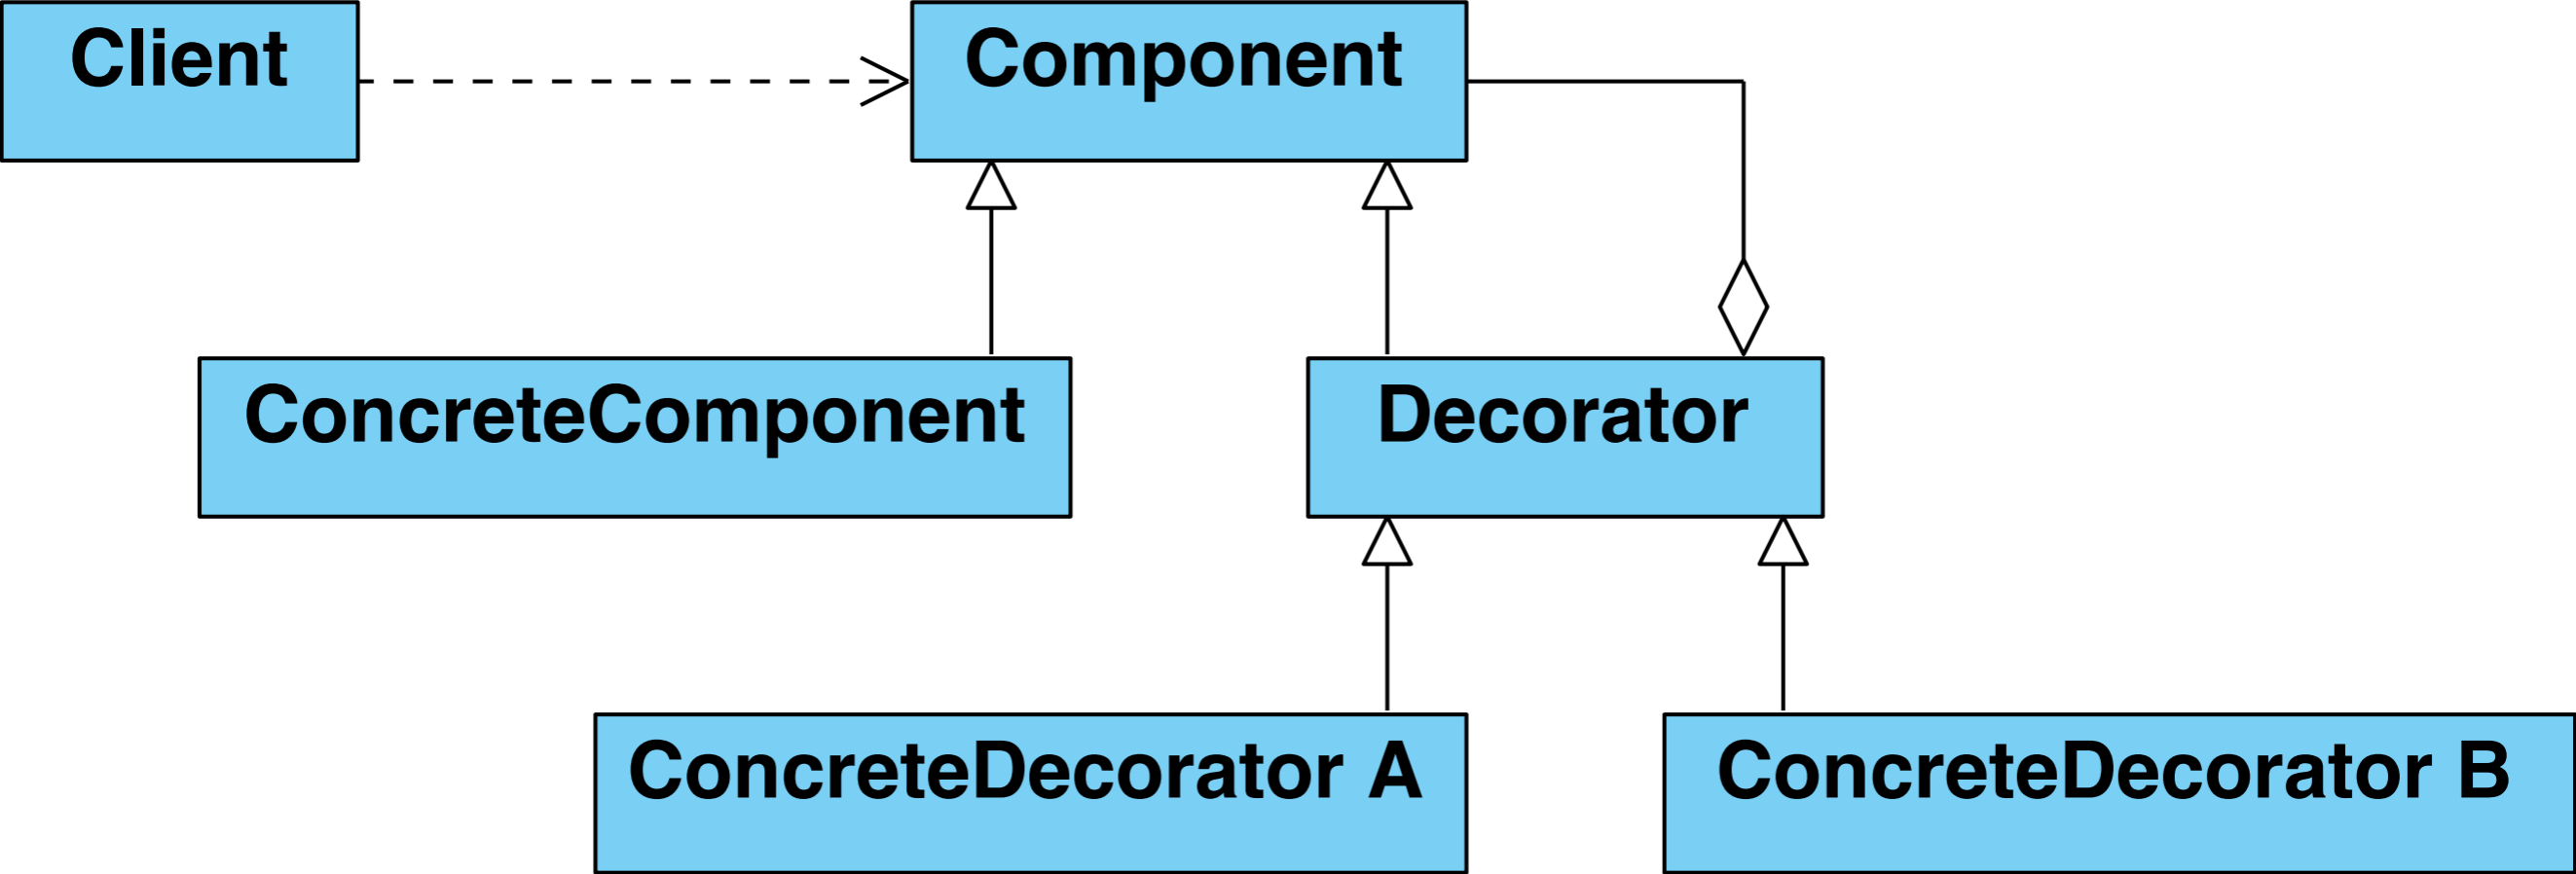 Client
Component
ConcreteComponent
Decorator
ConcreteDecorator A
ConcreteDecorator B